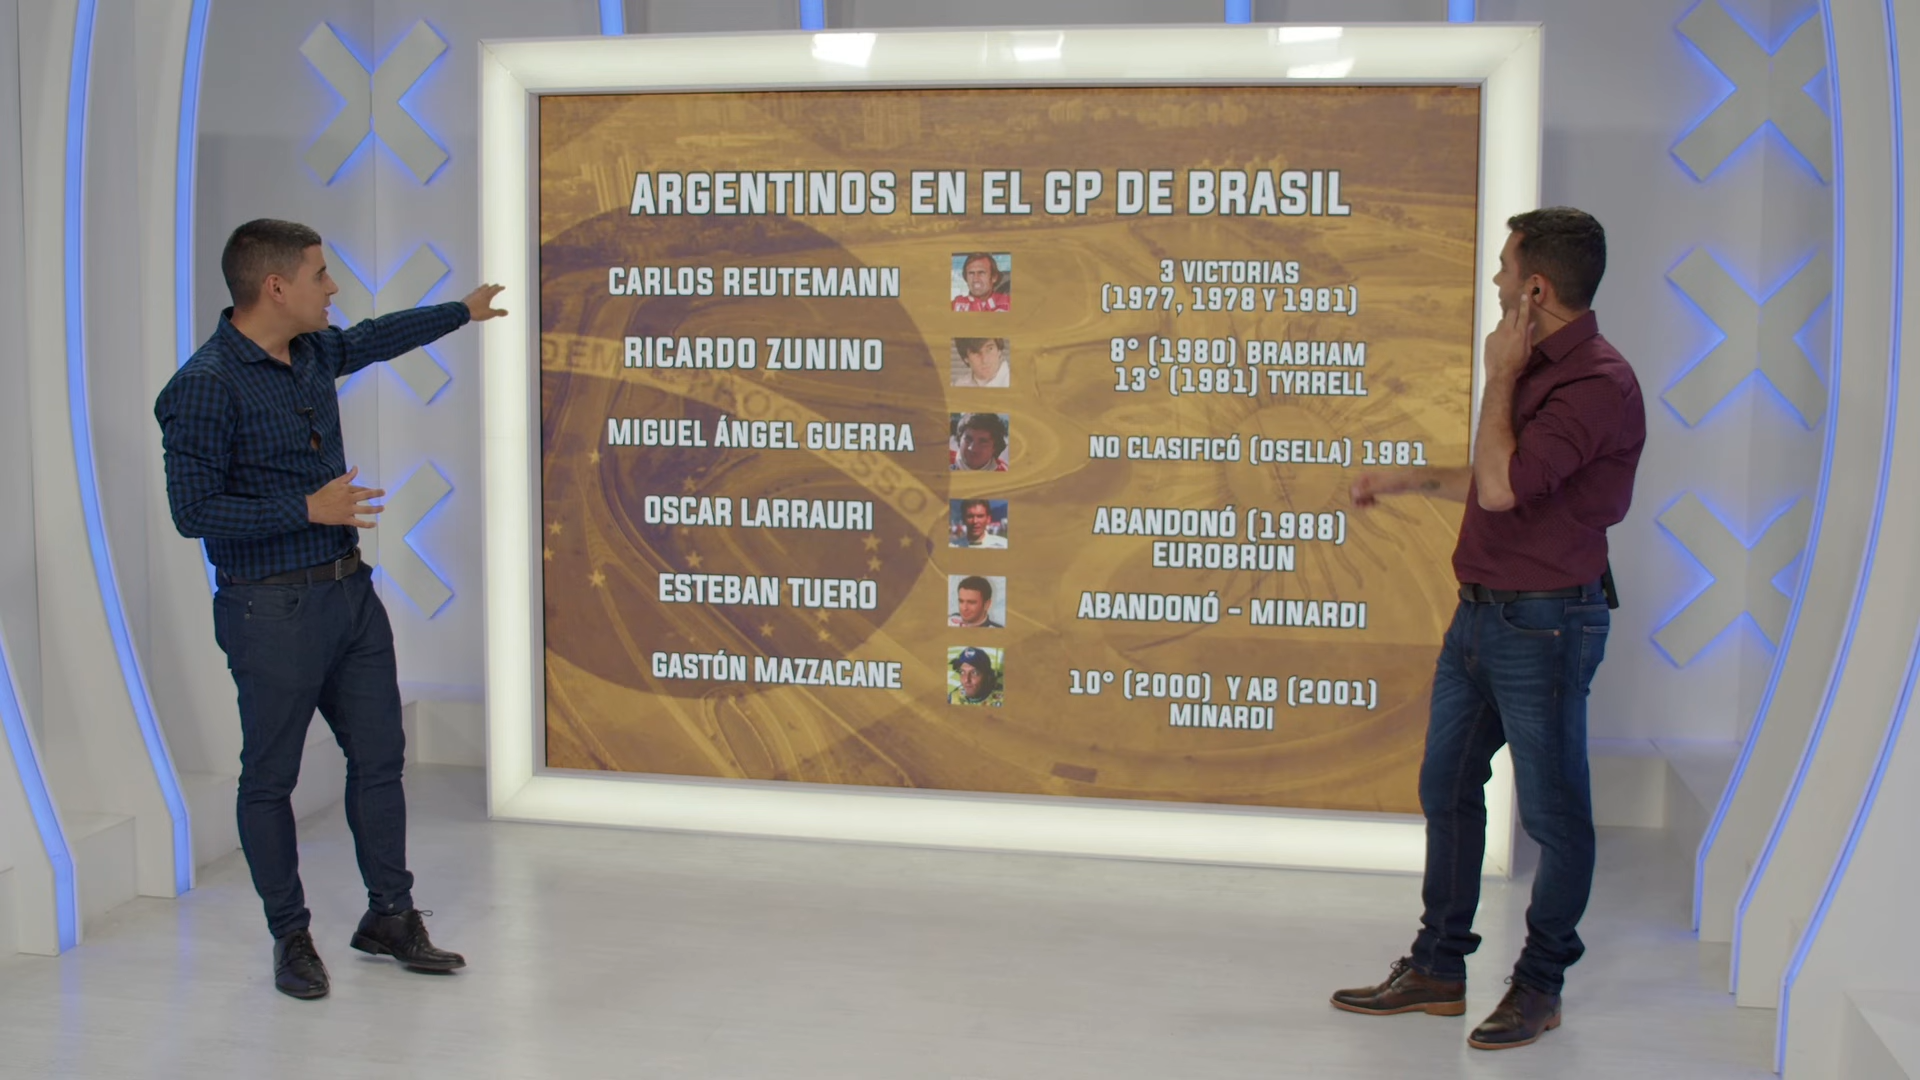 ARGENTINOS EN EL GP DE BRASIL
CARLOS REUTEMANN
3 VICTORIAS
(1977, 1978 Y 1981)
RICARDO ZUNINO
8° (1980) BRABHAM
13° (1981) TYRRELL
MIGUEL ÁNGEL GUERRA
NO CLASIFICÓ (OSELLA) 1981
OSCAR LARRAURI
ABANDONÓ (1988)
EUROBRUN
ESTEBAN TUERO
ABANDONÓ - MINARDI
GASTÓN MAZZACANE
10° (2000) Y AB (2001)
MINARDI